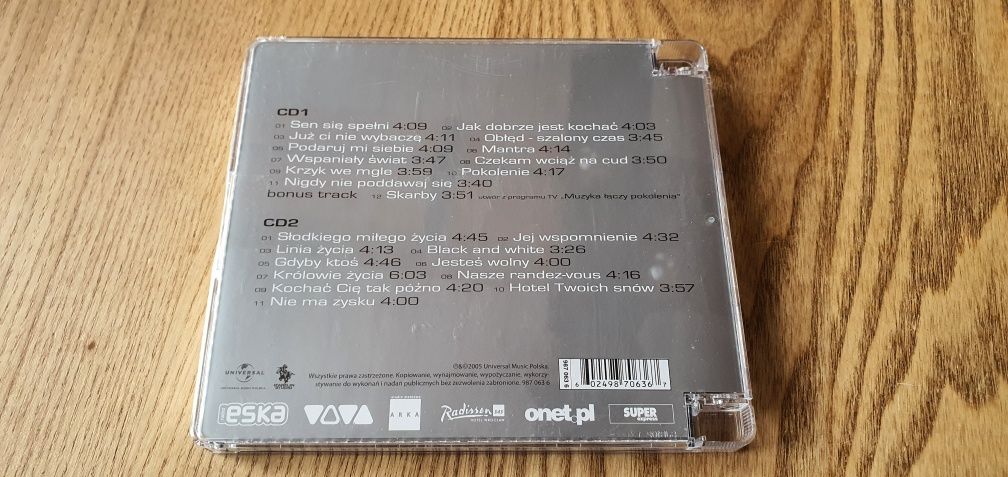 CD1
01 Sen się spełni 4:09 02 Jak dobrze jest kochać 4:03
03 Już ci nie wybaczę 4:11 04 Obłęd - szalony czas 3:45
05 Podaruj mi siebie 4:09 06 Mantra 4:14
07 Wspaniały świat 3:47 08 Czekam wciąż na cud 3:50
09 Krzyk we mgle 3:59 10 Pokolenie 4:17
11 Nigdy nie poddawaj się 3:40
bonus track 12 Skarby 3:51 utwór z programu TV „Muzyka łączy pokolenia”
CD2
01 Słodkiego miłego życia 4:45 02 Jej wspomnienie 4:32
03 Linia życia 4:13 04 Black and white 3:26
05 Gdyby ktoś 4:46 06 Jesteś wolny 4:00
07 Królowie życia 6:03 08 Nasze randez-vous 4:16
09 Kochać Cię tak późno 4:20 10 Hotel Twoich snów 3:57
11 Nie ma zysku 4:00
UNIVERSAL
℗&©2005 Universal Music Polska.
Wszystkie prawa zastrzeżone. Kopiowanie, wynajmowanie, wypożyczanie, wykorzy-
stywanie do wykonań i nadań publicznych bez zezwolenia zabronione. 987 063 6
987 063 6
6 02498 70636 7
eska
VIVA
ARKA
Radisson SAS
onet.pl
SUPER
express